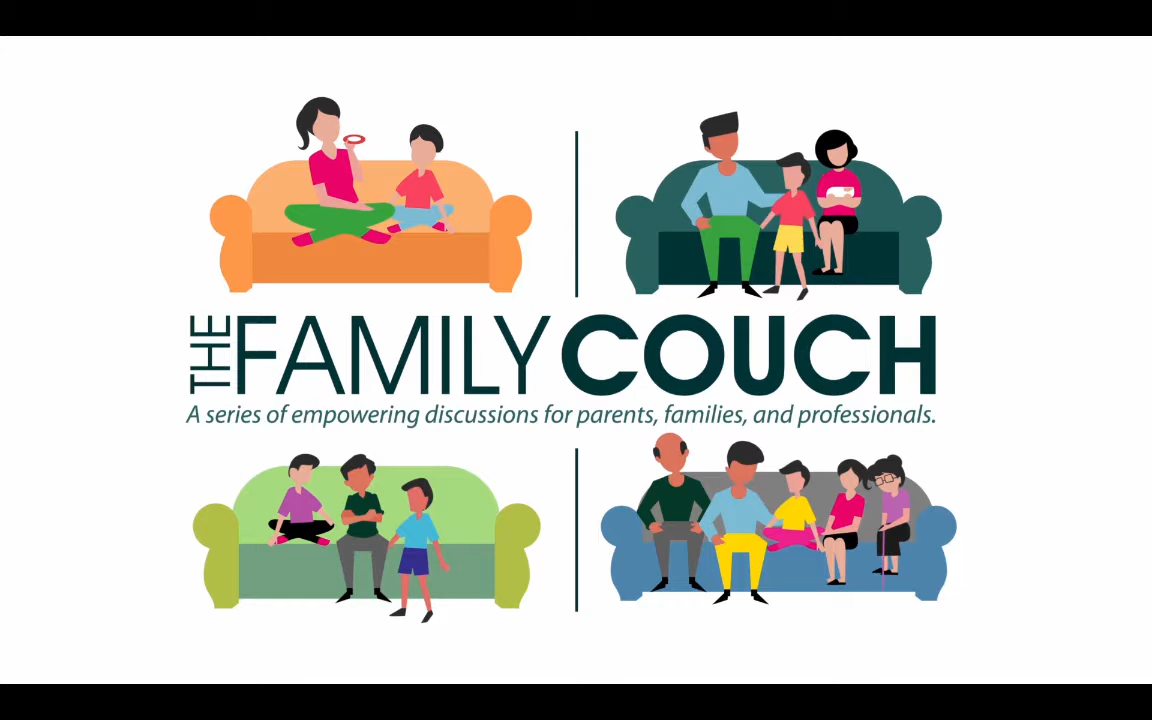 THE FAMILY COUCH
A series of empowering discussions for parents, families, and professionals.